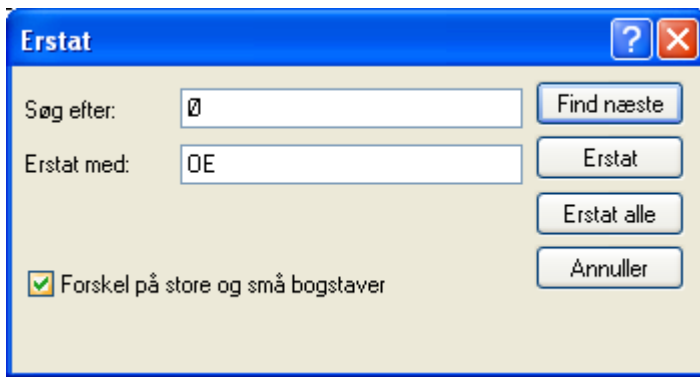 Erstat
Søg efter: Ø Find næste
Erstat med: OE Erstat
Erstat alle
Annuller
Forskel på store og små bogstaver